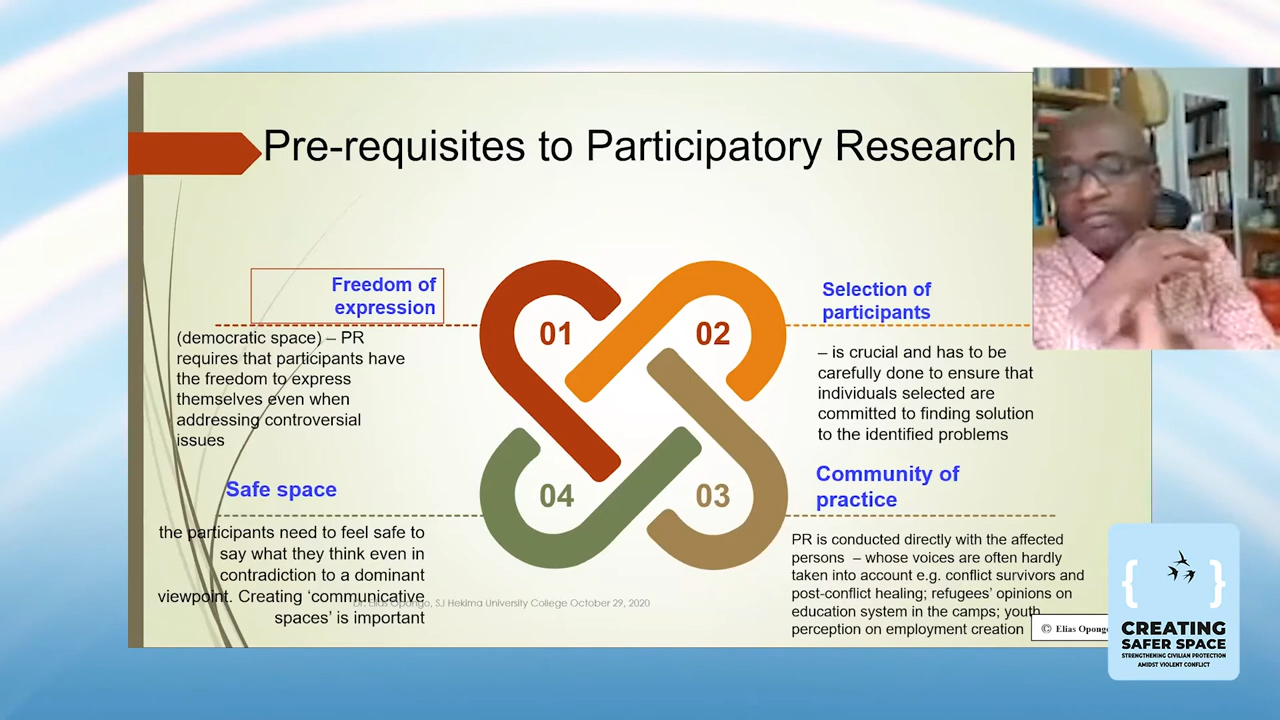 Pre-requisites to Participatory Research
Freedom of
expression
(democratic space) – PR
requires that participants have
the freedom to express
themselves even when
addressing controversial
issues
01
02
Selection of
participants
– is crucial and has to be
carefully done to ensure that
individuals selected are
committed to finding solution
to the identified problems
Safe space
the participants need to feel safe to
say what they think even in
contradiction to a dominant
viewpoint. Creating ‘communicative
spaces’ is important
04
03
Community of
practice
PR is conducted directly with the affected
persons – whose voices are often hardly
taken into account e.g. conflict survivors and
post-conflict healing; refugees’ opinions on
education system in the camps; youth
perception on employment creation
Dr. Elias Opongo, SJ Hekima University College October 29, 2020
© Elias Opongo
CREATING
SAFER SPACE
STRENGTHENING CIVILIAN PROTECTION
AMIDST VIOLENT CONFLICT